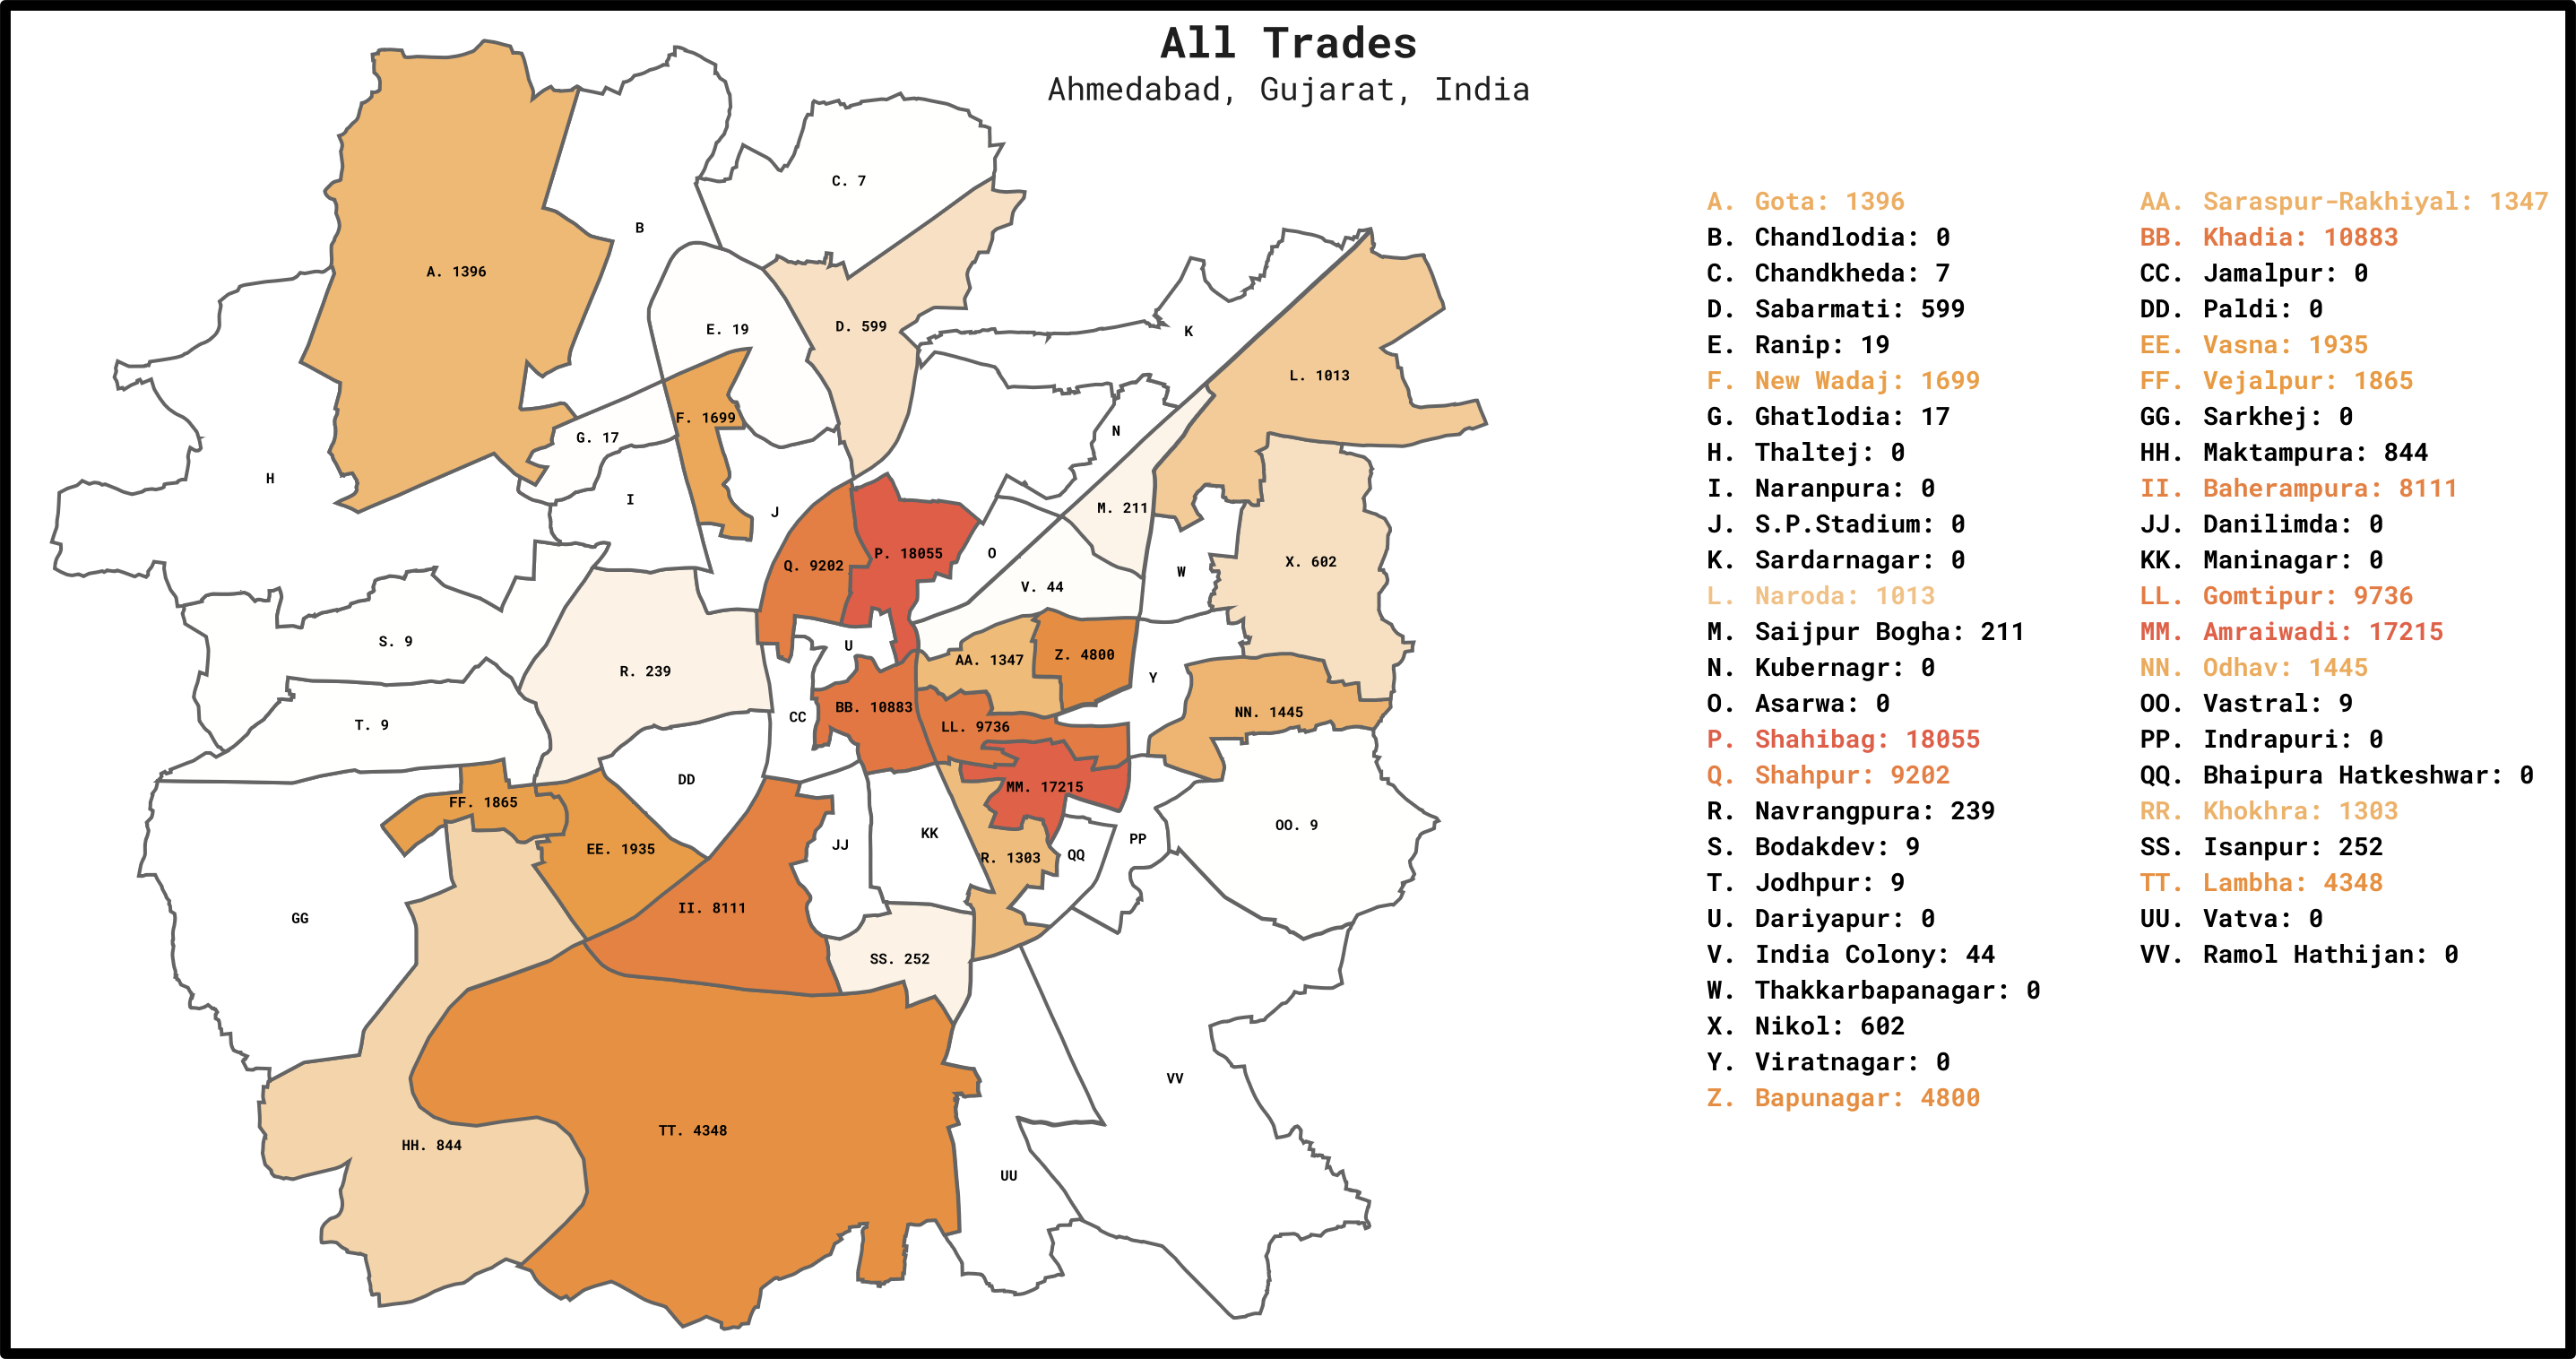 All Trades
Ahmedabad, Gujarat, India
A. 1396
B
C. 7
D. 599
E. 19
F. 1699
G. 17
H
I
J
K
L. 1013
M. 211
N
O
P. 18055
Q. 9202
R. 239
S. 9
T. 9
U
V. 44
W
X. 602
Y
Z. 4800
AA. 1347
BB. 10883
CC
DD
EE. 1935
FF. 1865
GG
HH. 844
II. 8111
JJ
KK
LL. 9736
MM. 17215
NN. 1445
OO. 9
PP
QQ
R. 1303
SS. 252
TT. 4348
UU
VV
A. Gota: 1396
B. Chandlodia: 0
C. Chandkheda: 7
D. Sabarmati: 599
E. Ranip: 19
F. New Wadaj: 1699
G. Ghatlodia: 17
H. Thaltej: 0
I. Naranpura: 0
J. S.P.Stadium: 0
K. Sardarnagar: 0
L. Naroda: 1013
M. Saijpur Bogha: 211
N. Kubernagr: 0
O. Asarwa: 0
P. Shahibag: 18055
Q. Shahpur: 9202
R. Navrangpura: 239
S. Bodakdev: 9
T. Jodhpur: 9
U. Dariyapur: 0
V. India Colony: 44
W. Thakkarbapanagar: 0
X. Nikol: 602
Y. Viratnagar: 0
Z. Bapunagar: 4800
AA. Saraspur-Rakhiyal: 1347
BB. Khadia: 10883
CC. Jamalpur: 0
DD. Paldi: 0
EE. Vasna: 1935
FF. Vejalpur: 1865
GG. Sarkhej: 0
HH. Maktampura: 844
II. Baherampura: 8111
JJ. Danilimda: 0
KK. Maninagar: 0
LL. Gomtipur: 9736
MM. Amraiwadi: 17215
NN. Odhav: 1445
OO. Vastral: 9
PP. Indrapuri: 0
QQ. Bhaipura Hatkeshwar: 0
RR. Khokhra: 1303
SS. Isanpur: 252
TT. Lambha: 4348
UU. Vatva: 0
VV. Ramol Hathijan: 0